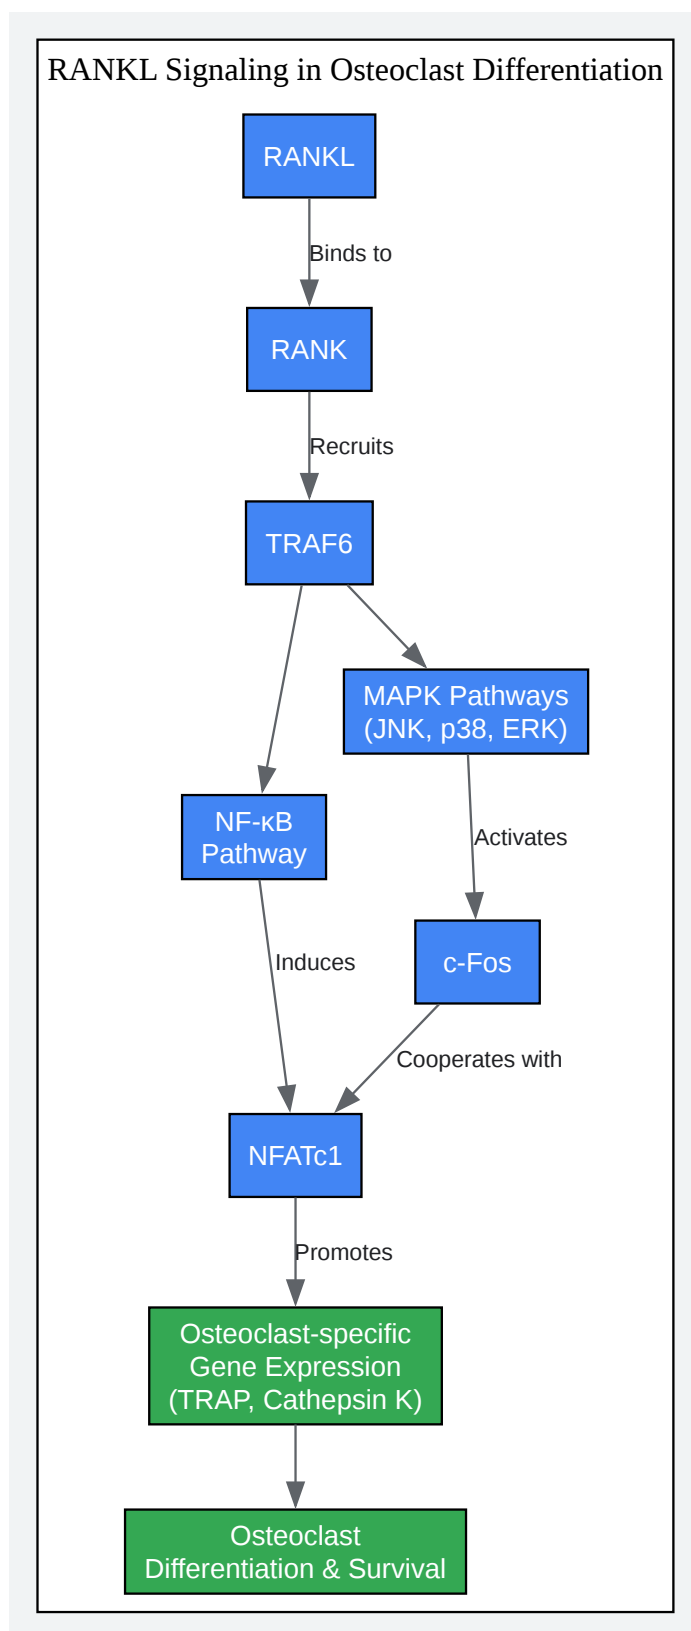 RANKL Signaling in Osteoclast Differentiation
RANKL
Binds to
RANK
Recruits
TRAF6
MAPK Pathways
(JNK, p38, ERK)
NF-κB
Pathway
Activates
Induces
c-Fos
Cooperates with
NFATc1
Promotes
Osteoclast-specific
Gene Expression
(TRAP, Cathepsin K)
Osteoclast
Differentiation & Survival